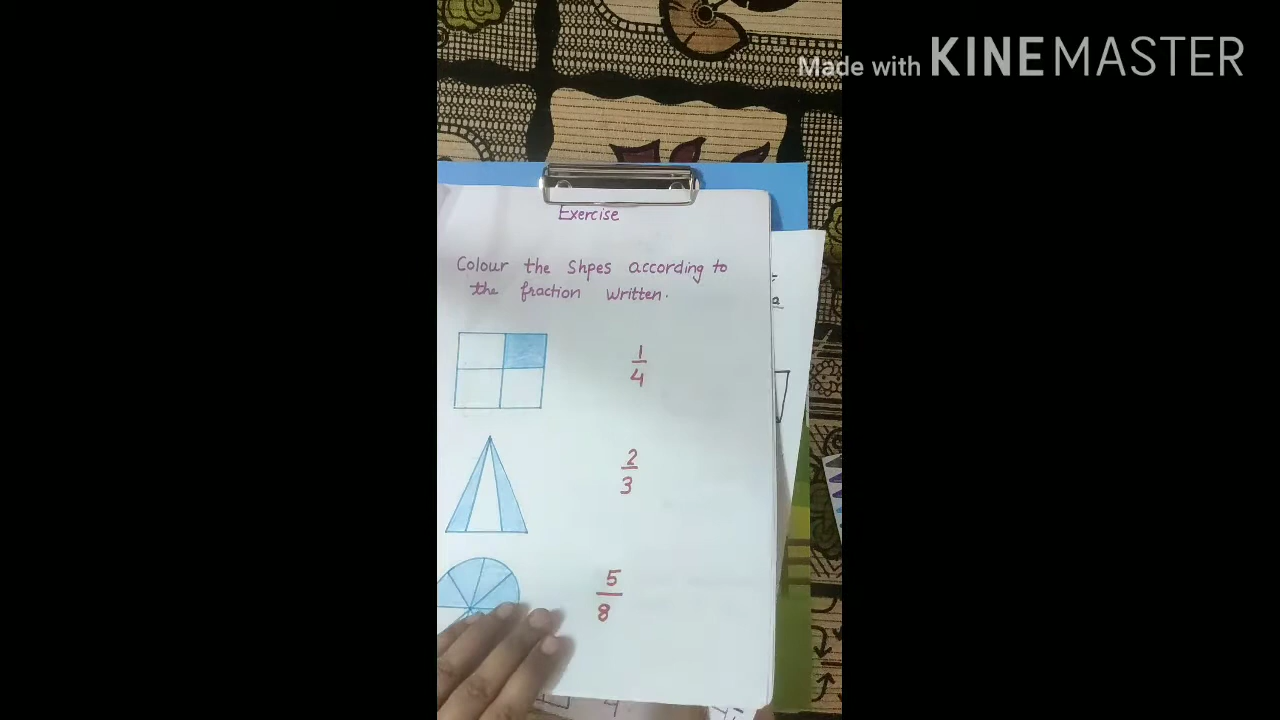 Made with KINEMASTER
Exercise
Colour the Shpes according to
the fraction written.
1
4
2
3
5
8